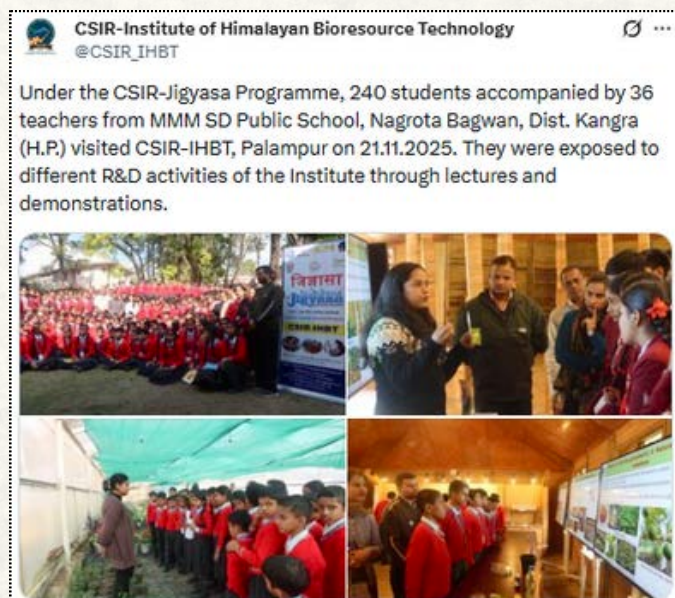 CSIR-Institute of Himalayan Bioresource Technology
@CSIR_IHBT
Under the CSIR-Jigyasa Programme, 240 students accompanied by 36
teachers from MMM SD Public School, Nagrota Bagwan, Dist. Kangra
(H.P.) visited CSIR-IHBT, Palampur on 21.11.2025. They were exposed to
different R&D activities of the Institute through lectures and
demonstrations.
जिज्ञासा
Jigyasa
CSIR IHBT